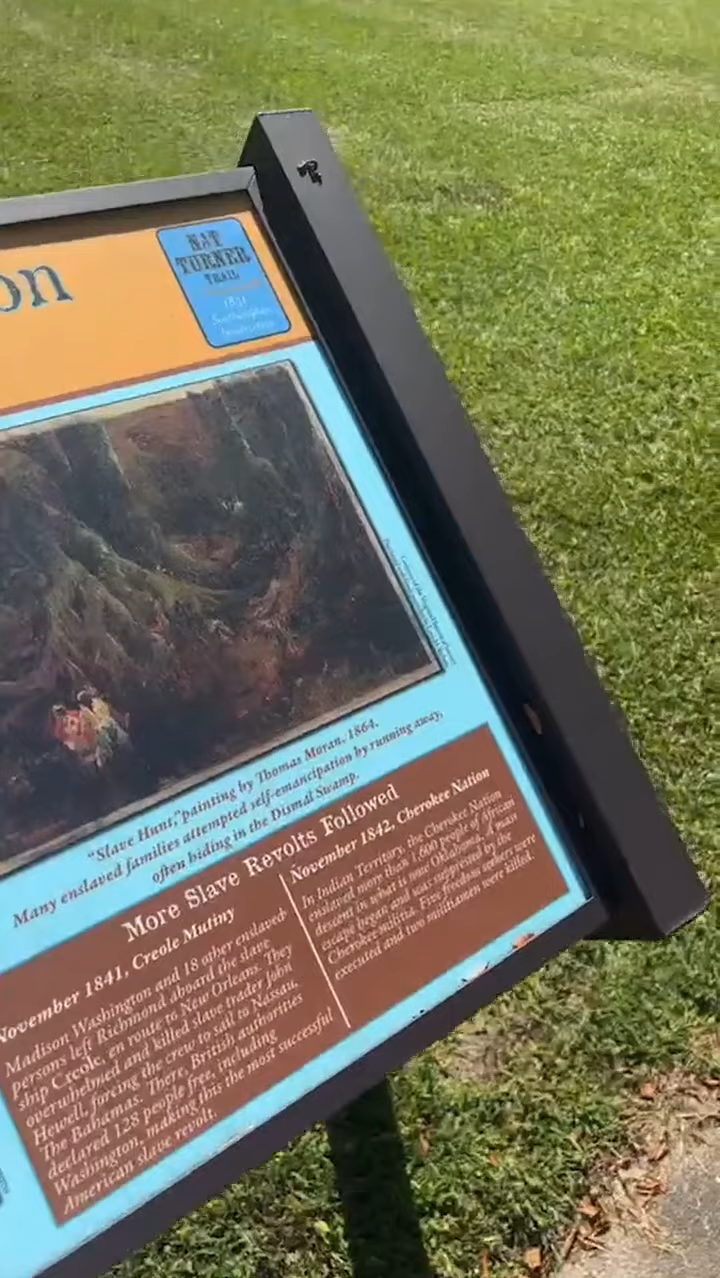 on
NAT
TURNER
TRAIL
1831
Southampton
Insurrection
"Slave Hunt," painting by Thomas Moran, 1864.
Many enslaved families attempted self-emancipation by running away,
often hiding in the Dismal Swamp.
More Slave Revolts Followed
November 1841, Creole Mutiny
Madison Washington and 18 other enslaved
persons left Richmond aboard the slave
ship Creole, en route to New Orleans. They
overwhelmed and killed slave trader John
Hewell, forcing the crew to sail to Nassau,
The Bahamas. There, British authorities
declared 128 people free, including
Washington, making this the most successful
American slave revolt.
November 1842, Cherokee Nation
In Indian Territory, the Cherokee Nation
enslaved more than 1,600 people of African
descent in what is now Oklahoma. A mass
escape began and was suppressed by the
Cherokee militia. Five freedom seekers were
executed and two militiamen were killed.